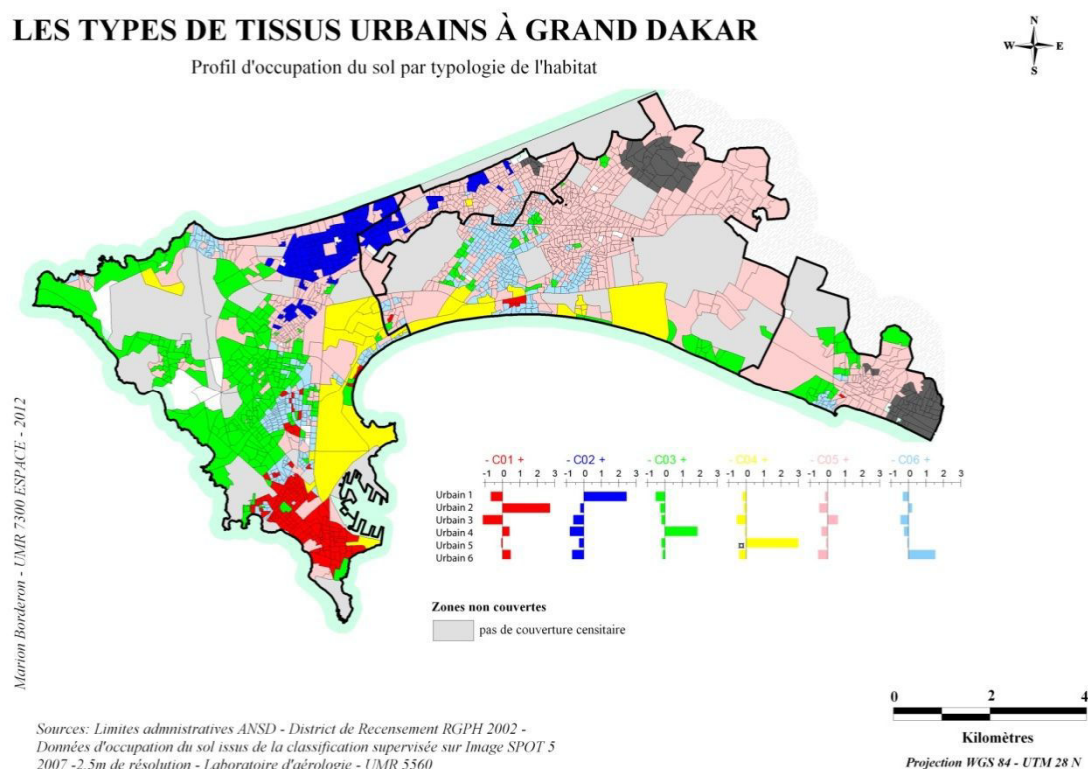 LES TYPES DE TISSUS URBAINS À GRAND DAKAR
Profil d'occupation du sol par typologie de l'habitat
N
W E
S
Marion Borderon - UMR 7300 ESPACE - 2012
- C01 + - C02 + - C03 + - C04 + - C05 + - C06 +
-1 0 1 2 3 -1 0 1 2 3 -1 0 1 2 3 -1 0 1 2 3 -1 0 1 2 3 -1 0 1 2 3
Urbain 1
Urbain 2
Urbain 3
Urbain 4
Urbain 5
Urbain 6
Zones non couvertes
pas de couverture censitaire
0 2 4
Kilomètres
Projection WGS 84 - UTM 28 N
Sources: Limites admnistratives ANSD - District de Recensement RGPH 2002 -
Données d'occupation du sol issus de la classification supervisée sur Image SPOT 5
2007 -2.5m de résolution - Laboratoire d'aérologie - UMR 5560